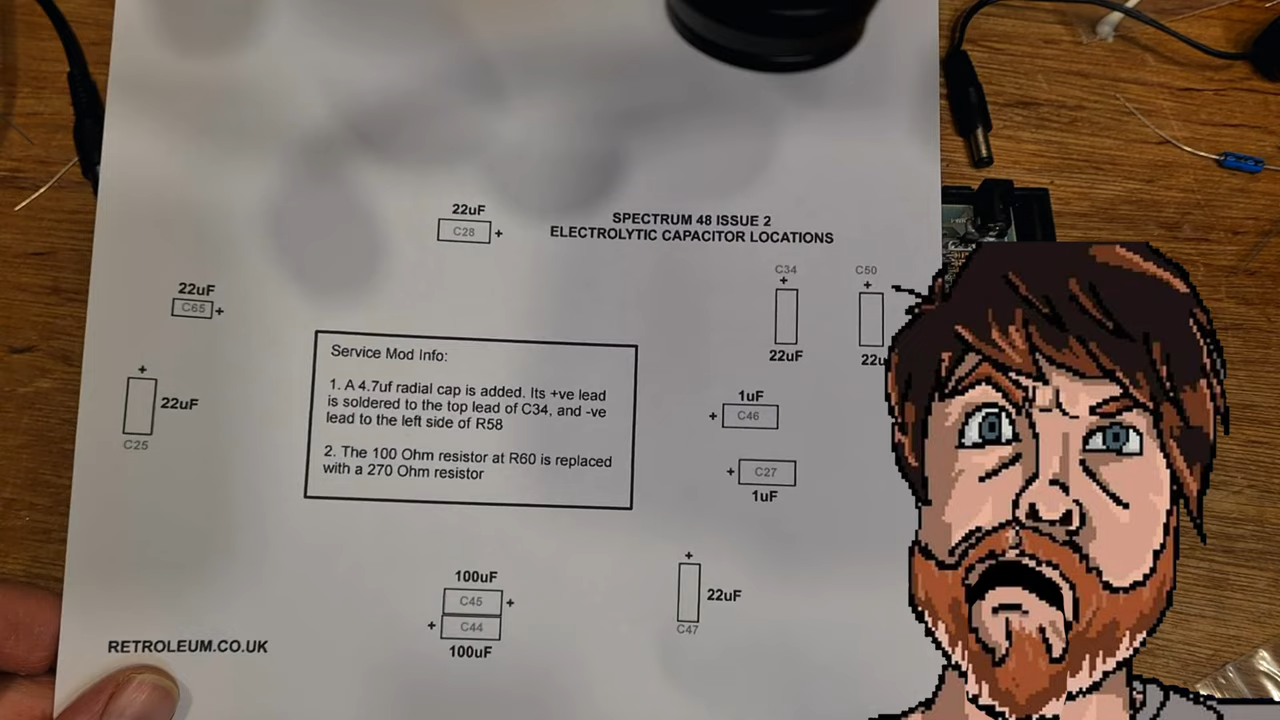 22uF
C28
+
SPECTRUM 48 ISSUE 2
ELECTROLYTIC CAPACITOR LOCATIONS
C34
+
22uF
C50
+
22u
22uF
C65
+
+
22uF
C25
Service Mod Info:
1. A 4.7uf radial cap is added. Its +ve lead
is soldered to the top lead of C34, and -ve
lead to the left side of R58
2. The 100 Ohm resistor at R60 is replaced
with a 270 Ohm resistor
1uF
+
C46
+
C27
1uF
100uF
C45
+
+
C44
100uF
+
22uF
C47
RETROLEUM.CO.UK